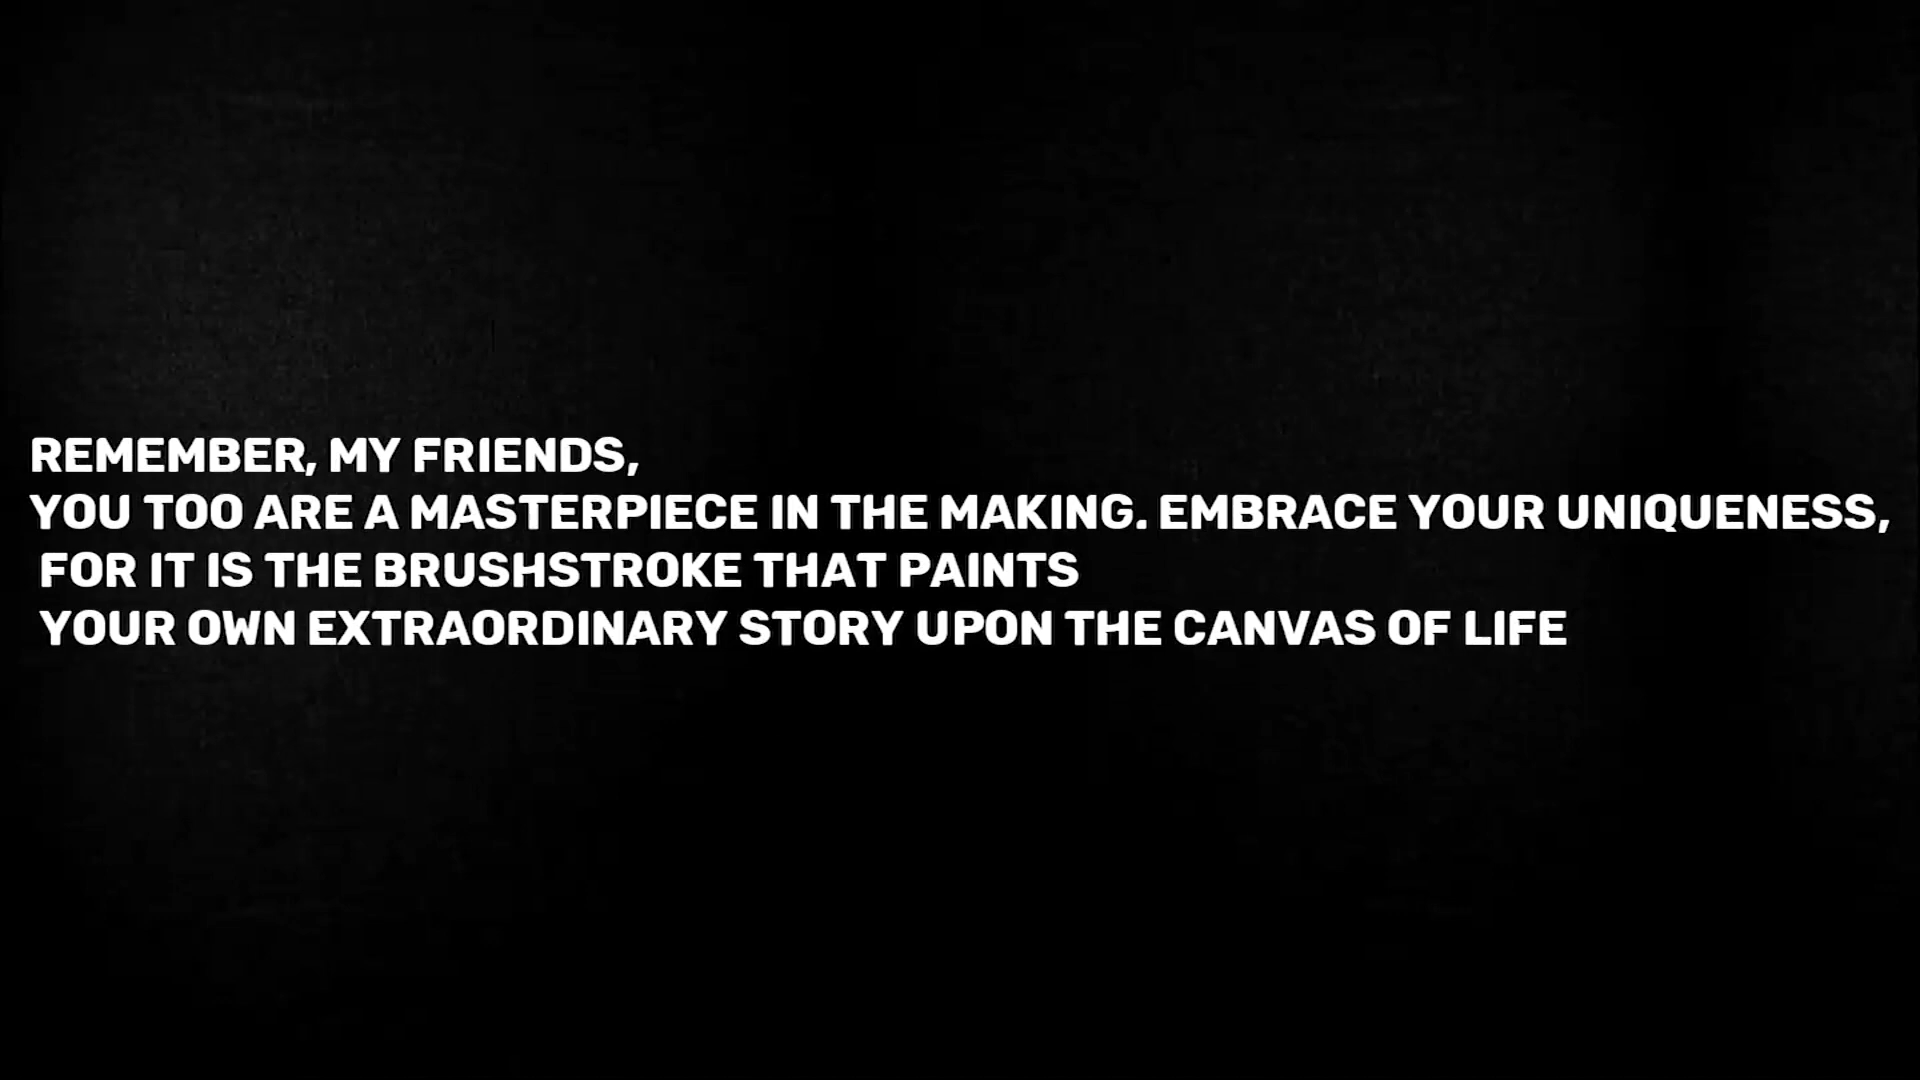 REMEMBER, MY FRIENDS,
YOU TOO ARE A MASTERPIECE IN THE MAKING. EMBRACE YOUR UNIQUENESS,
FOR IT IS THE BRUSHSTROKE THAT PAINTS
YOUR OWN EXTRAORDINARY STORY UPON THE CANVAS OF LIFE